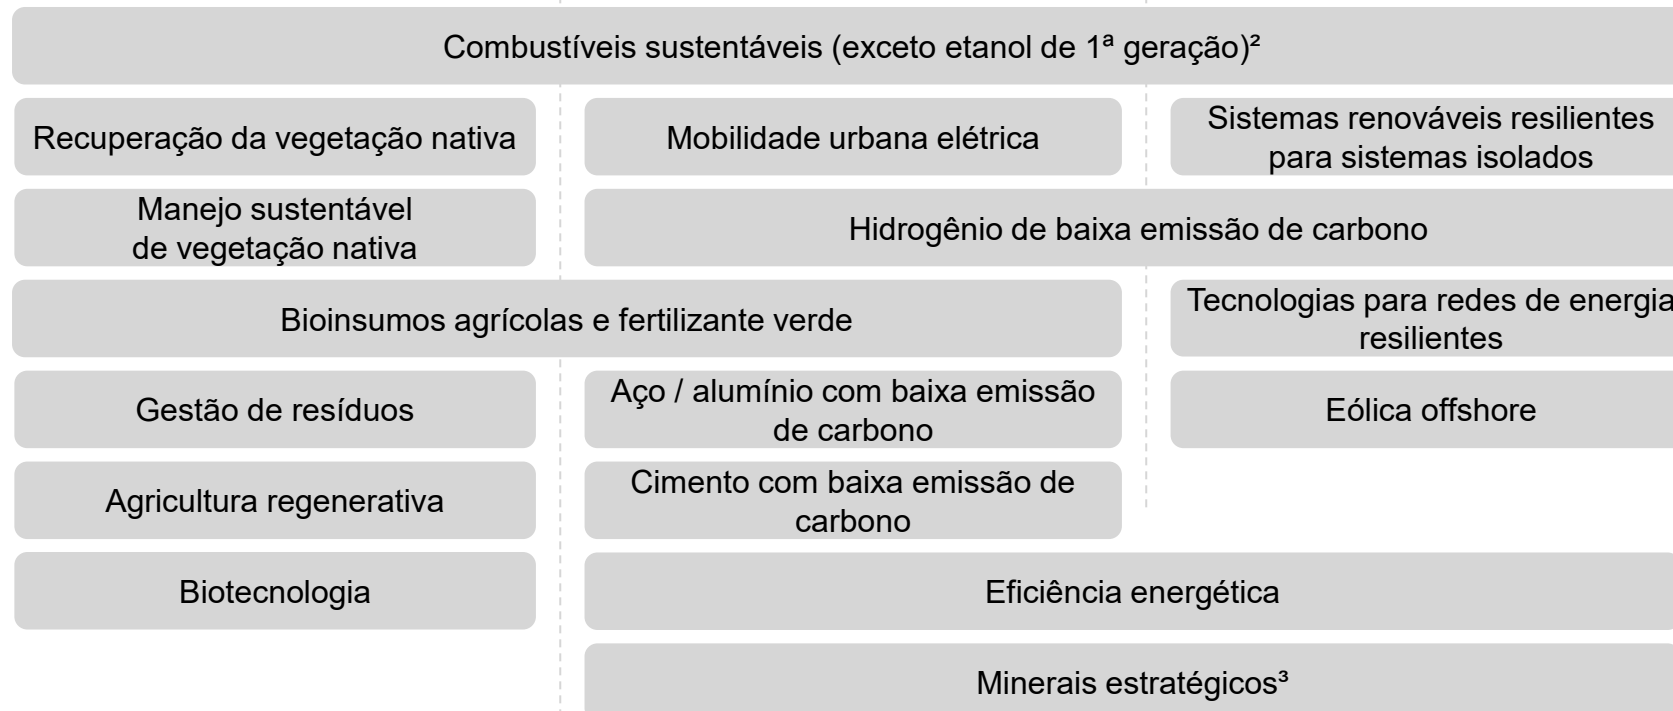 Combustíveis sustentáveis (exceto etanol de 1ª geração)²
Recuperação da vegetação nativa
Mobilidade urbana elétrica
Sistemas renováveis resilientes
para sistemas isolados
Manejo sustentável
de vegetação nativa
Hidrogênio de baixa emissão de carbono
Bioinsumos agrícolas e fertilizante verde
Tecnologias para redes de energia
resilientes
Gestão de resíduos
Aço / alumínio com baixa emissão
de carbono
Eólica offshore
Agricultura regenerativa
Cimento com baixa emissão de
carbono
Biotecnologia
Eficiência energética
Minerais estratégicos³